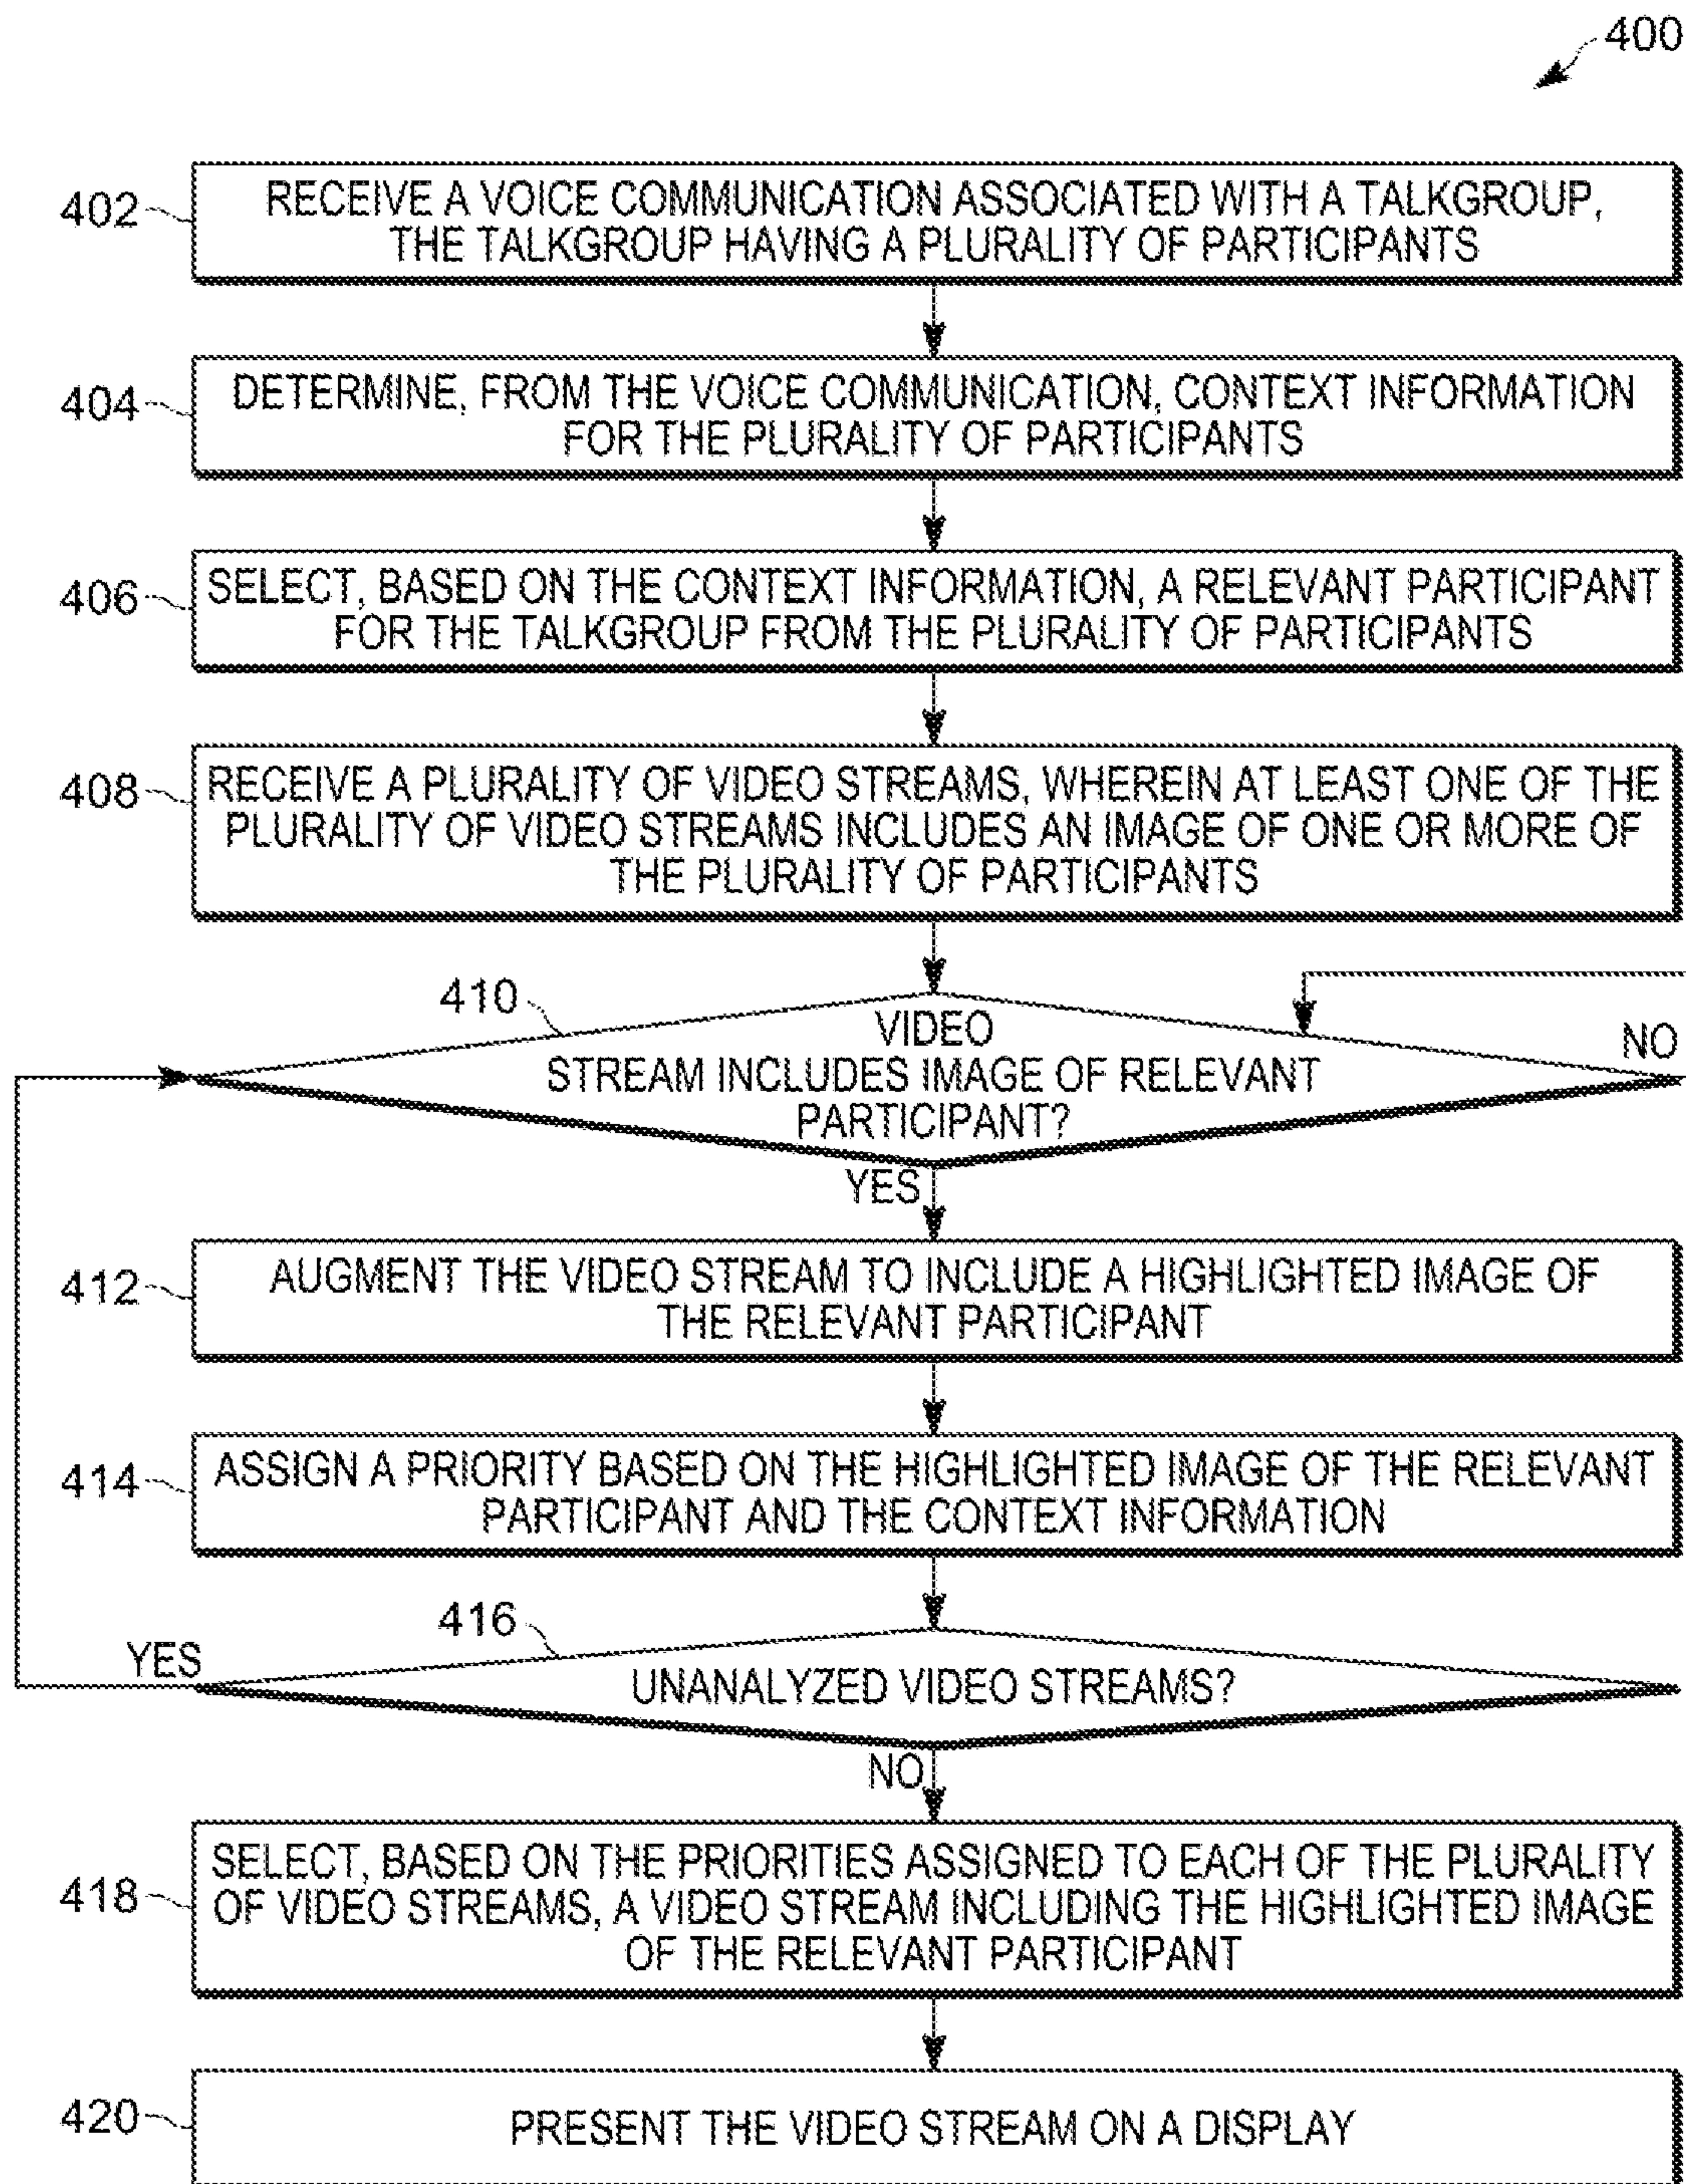 400
402
RECEIVE A VOICE COMMUNICATION ASSOCIATED WITH A TALKGROUP,
THE TALKGROUP HAVING A PLURALITY OF PARTICIPANTS
404
DETERMINE, FROM THE VOICE COMMUNICATION, CONTEXT INFORMATION
FOR THE PLURALITY OF PARTICIPANTS
406
SELECT, BASED ON THE CONTEXT INFORMATION, A RELEVANT PARTICIPANT
FOR THE TALKGROUP FROM THE PLURALITY OF PARTICIPANTS
408
RECEIVE A PLURALITY OF VIDEO STREAMS, WHEREIN AT LEAST ONE OF THE
PLURALITY OF VIDEO STREAMS INCLUDES AN IMAGE OF ONE OR MORE OF
THE PLURALITY OF PARTICIPANTS
410
VIDEO
STREAM INCLUDES IMAGE OF RELEVANT
PARTICIPANT?
NO
YES
412
AUGMENT THE VIDEO STREAM TO INCLUDE A HIGHLIGHTED IMAGE OF
THE RELEVANT PARTICIPANT
414
ASSIGN A PRIORITY BASED ON THE HIGHLIGHTED IMAGE OF THE RELEVANT
PARTICIPANT AND THE CONTEXT INFORMATION
416
YES
UNANALYZED VIDEO STREAMS?
NO
418
SELECT, BASED ON THE PRIORITIES ASSIGNED TO EACH OF THE PLURALITY
OF VIDEO STREAMS, A VIDEO STREAM INCLUDING THE HIGHLIGHTED IMAGE
OF THE RELEVANT PARTICIPANT
420
PRESENT THE VIDEO STREAM ON A DISPLAY